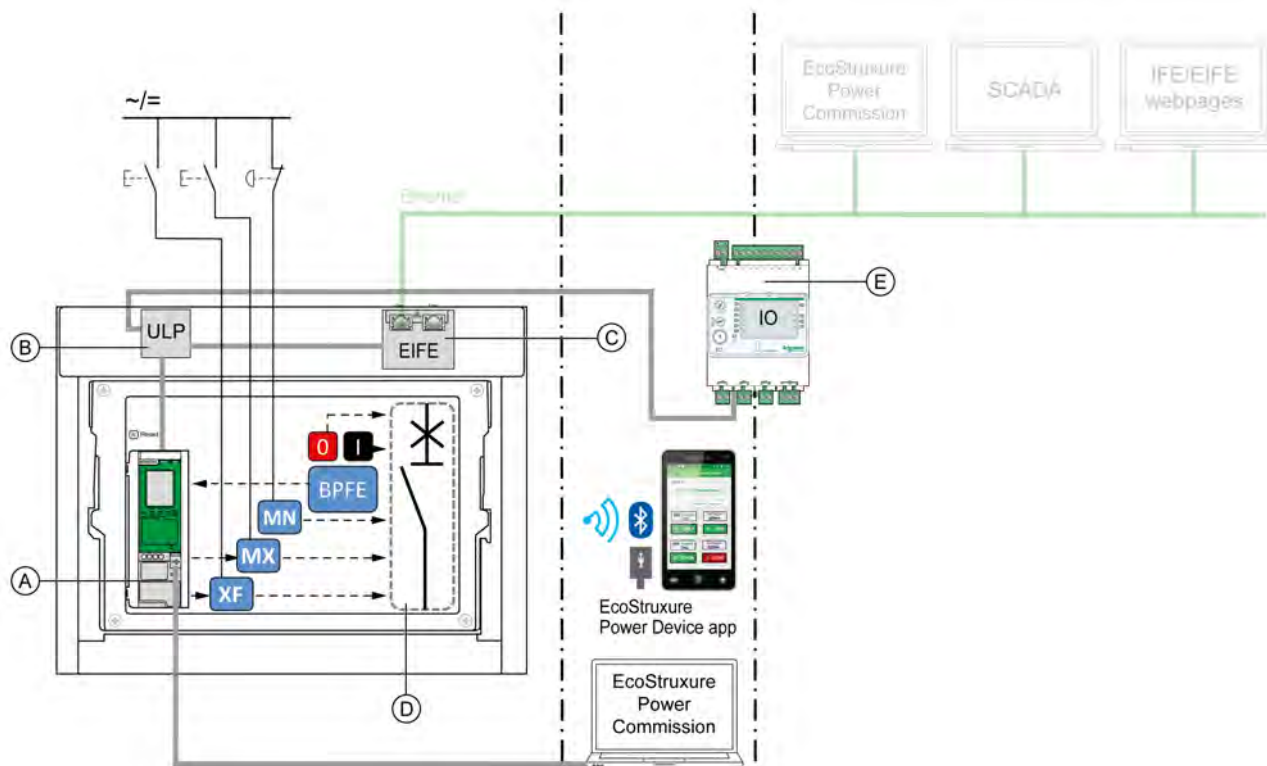 EcoStruxure
Power
Commission
SCADA
IFE/EIFE
webpages
~/=
Ethernet
E
IO
ULP
B
EIFE
C
Reset
0
I
BPFE
MN
MX
A
XF
EcoStruxure
Power Device app
D
EcoStruxure
Power
Commission